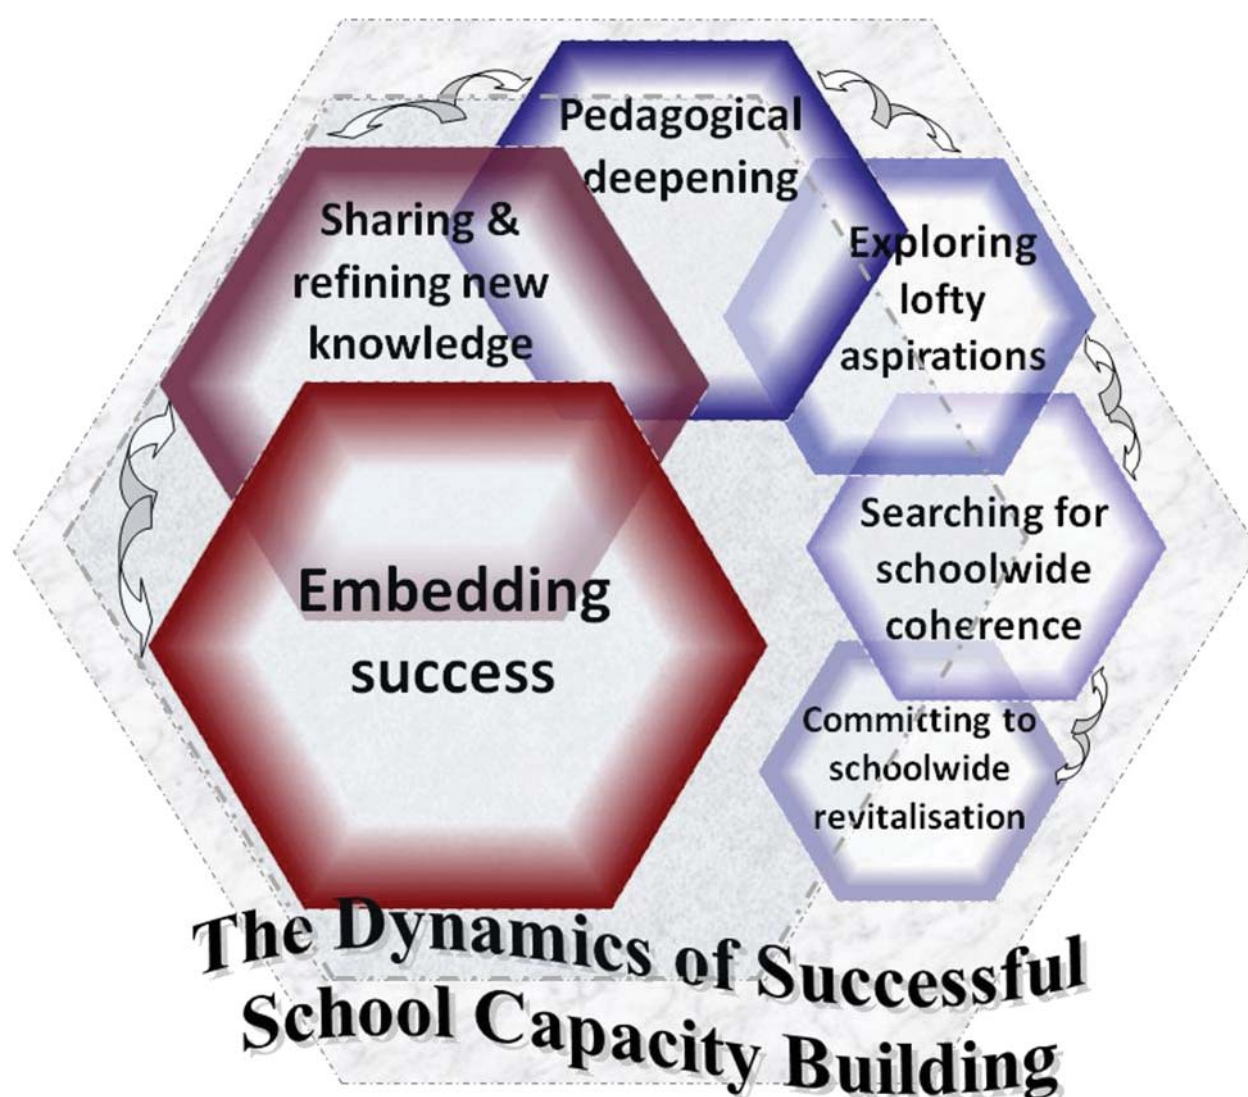 Pedagogical
deepening
Sharing &
refining new
knowledge
Exploring
lofty
aspirations
Searching for
schoolwide
coherence
Embedding
success
Committing to
schoolwide
revitalisation
The Dynamics of Successful
School Capacity Building